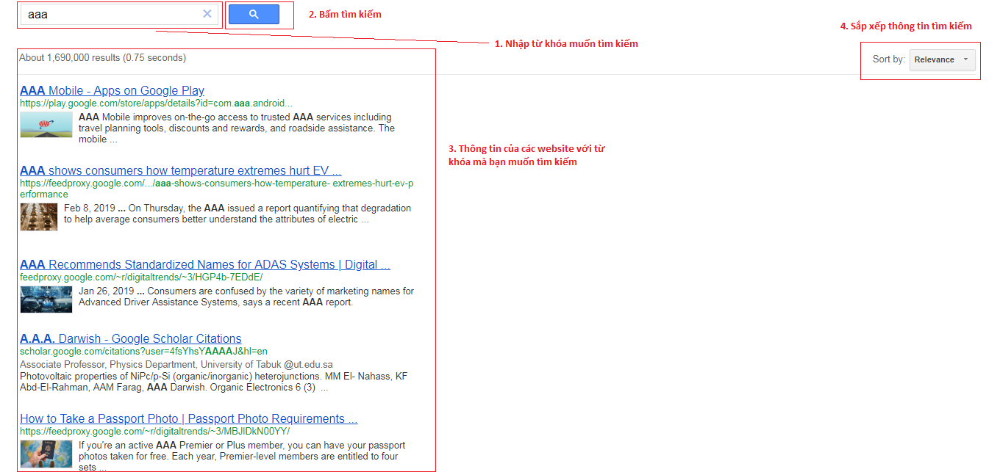 aaa
2. Bấm tìm kiếm
4. Sắp xếp thông tin tìm kiếm
1. Nhập từ khóa muốn tìm kiếm
About 1,690,000 results (0.75 seconds)
Sort by: Relevance
AAA Mobile - Apps on Google Play
https://play.google.com/store/apps/details?id=com.aaa.android...
AAA Mobile improves on-the-go access to trusted AAA services including
travel planning tools, discounts and rewards, and roadside assistance. The
mobile ...
3. Thông tin của các website với từ
khóa mà bạn muốn tìm kiếm
AAA shows consumers how temperature extremes hurt EV ...
https://feedproxy.google.com/.../aaa-shows-consumers-how-temperature- extremes-hurt-ev-p
erformance
Feb 8, 2019 ... On Thursday, the AAA issued a report quantifying that degradation
to help average consumers better understand the attributes of electric ...
AAA Recommends Standardized Names for ADAS Systems | Digital ...
feedproxy.google.com/~r/digitaltrends/~3/HGP4b-7EDdE/
Jan 26, 2019 ... Consumers are confused by the variety of marketing names for
Advanced Driver Assistance Systems, says a recent AAA report.
A.A.A. Darwish - Google Scholar Citations
scholar.google.com/citations?user=4fsYhsYAAAAJ&hl=en
Associate Professor, Physics Department, University of Tabuk @ut.edu.sa
Photovoltaic properties of NiPc/p-Si (organic/inorganic) heterojunctions. MM El- Nahass, KF
Abd-El-Rahman, AAM Farag, AAA Darwish. Organic Electronics 6 (3) ...
How to Take a Passport Photo | Passport Photo Requirements ...
https://feedproxy.google.com/~r/digitaltrends/~3/MBJlDkN00YY/
If you're an active AAA Premier or Plus member, you can have your passport
photos taken for free. Each year, Premier-level members are entitled to four
sets ...